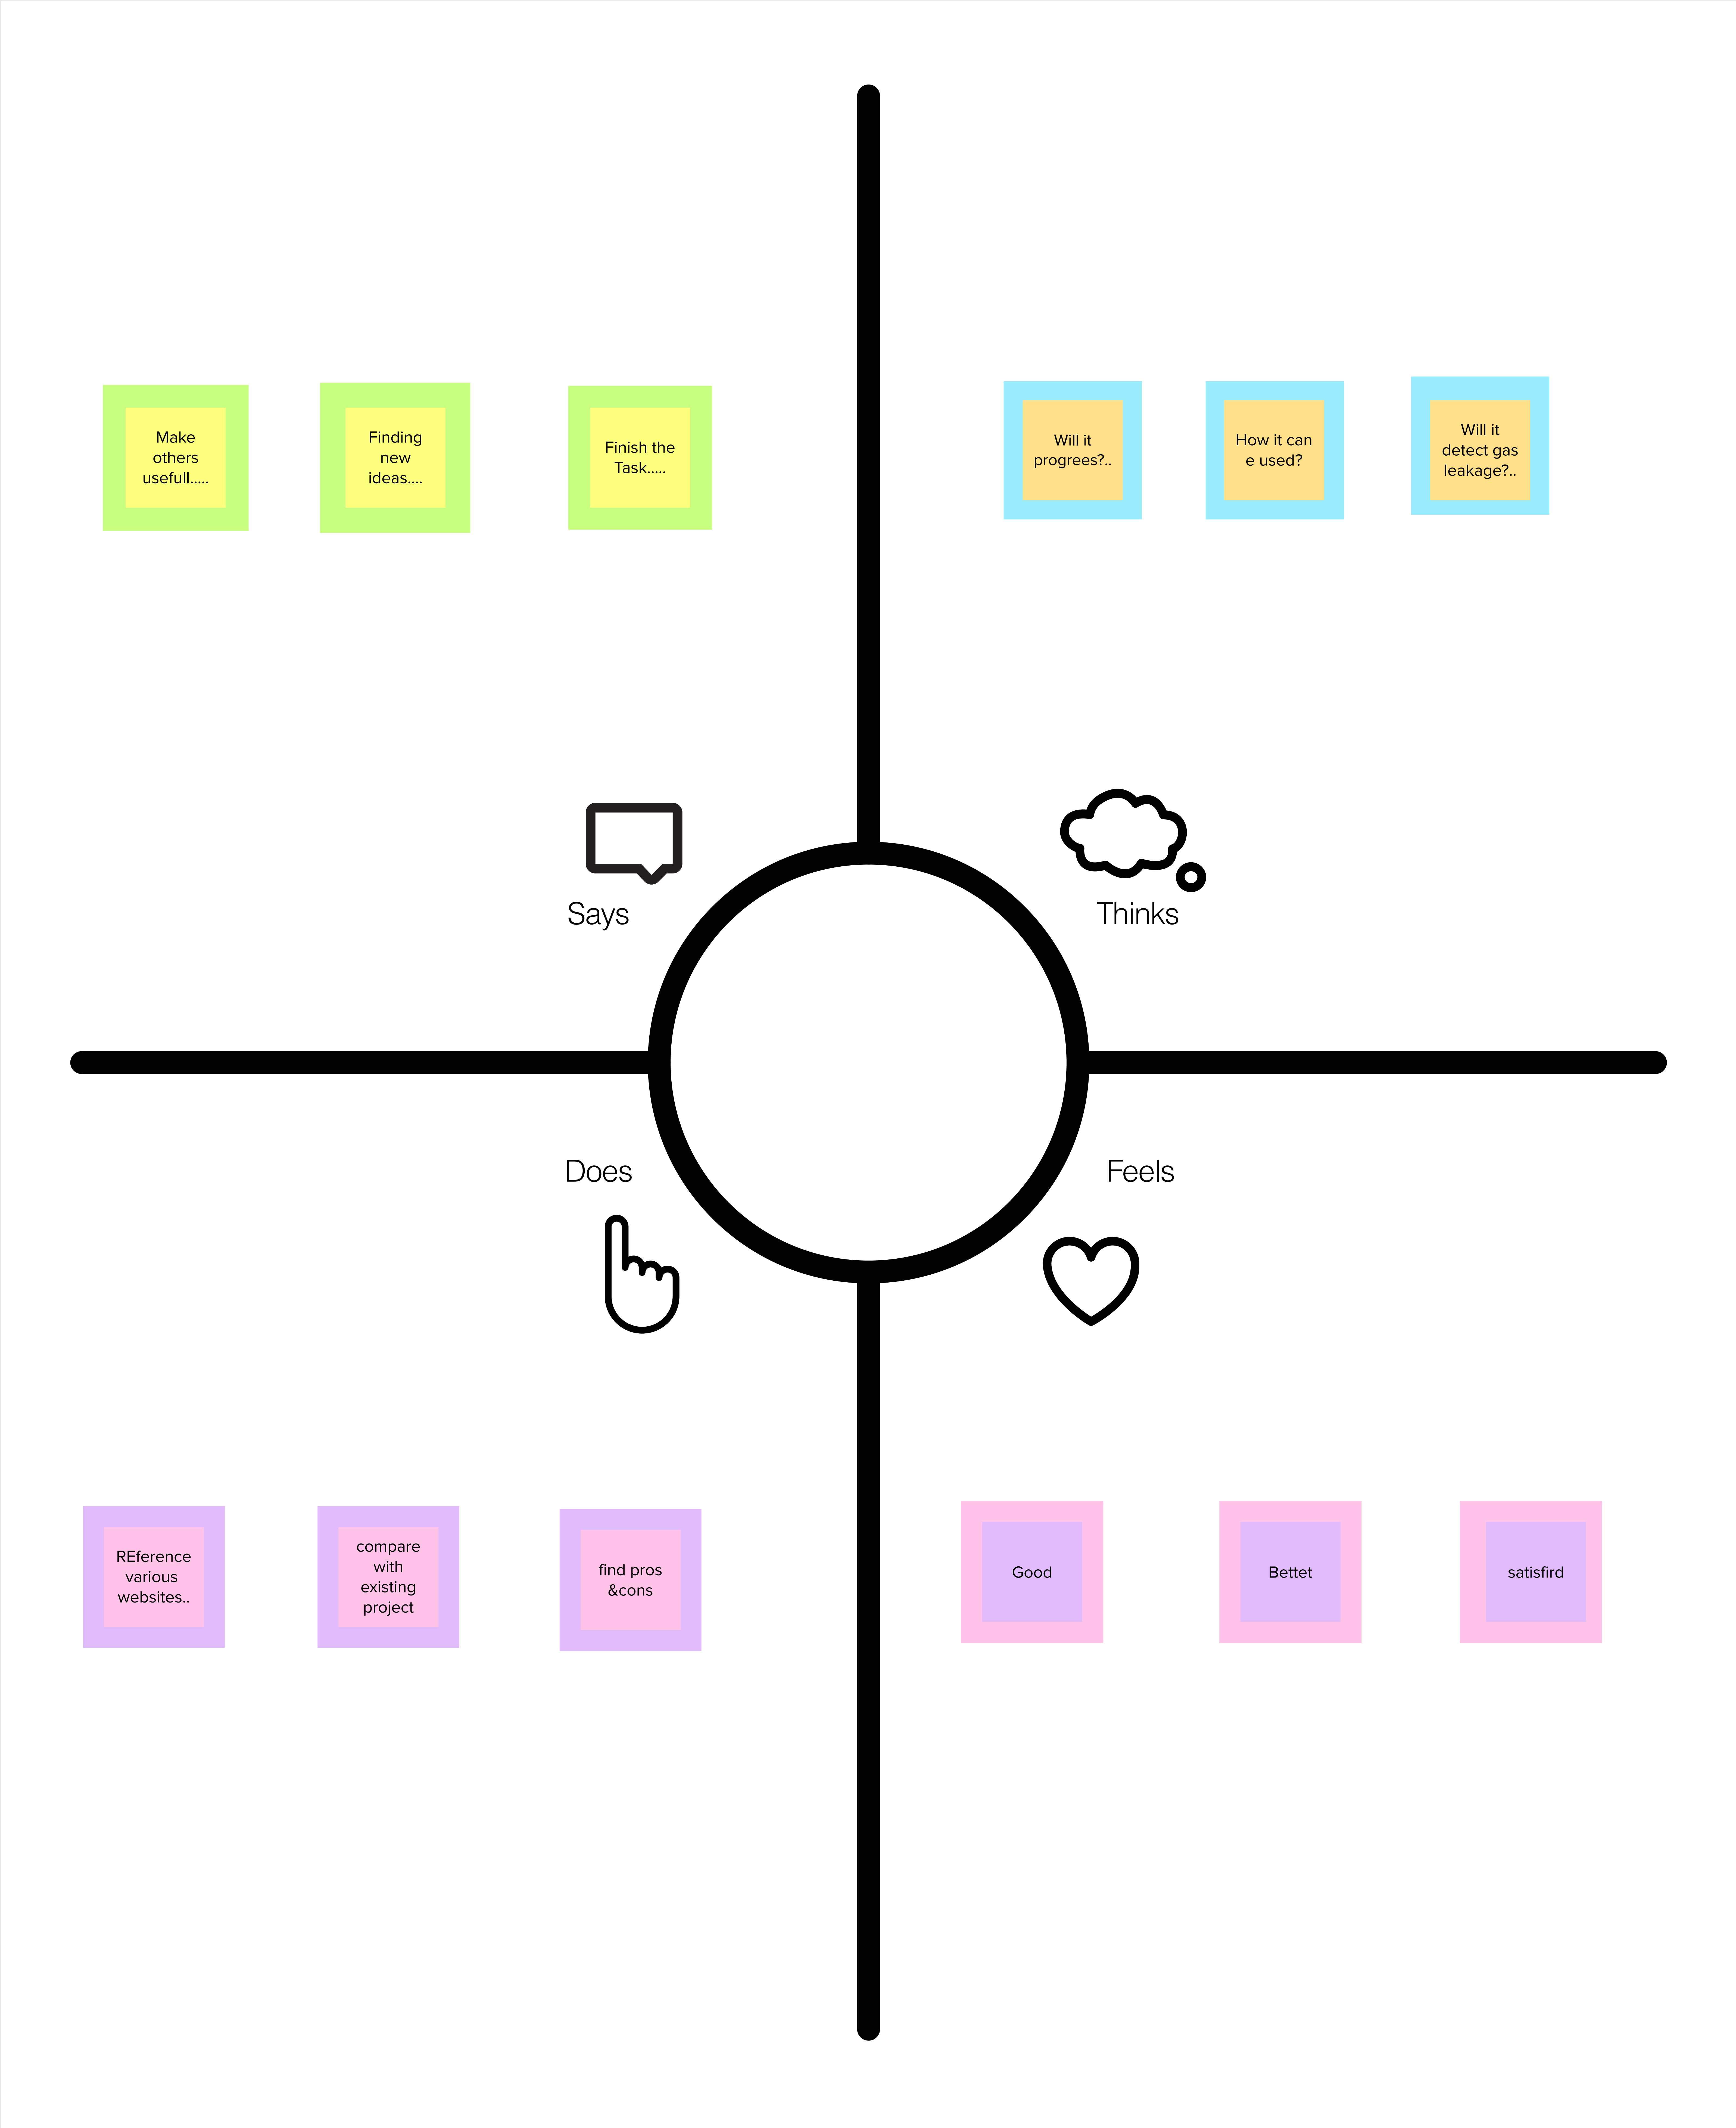 Make
others
usefull.....
Finding
new
ideas....
Finish the
Task.....
Will it
progrees?..
How it can
e used?
Will it
detect gas
leakage?..
Says
Thinks
Does
Feels
REference
various
websites..
compare
with
existing
project
find pros
&cons
Good
Bettet
satisfird